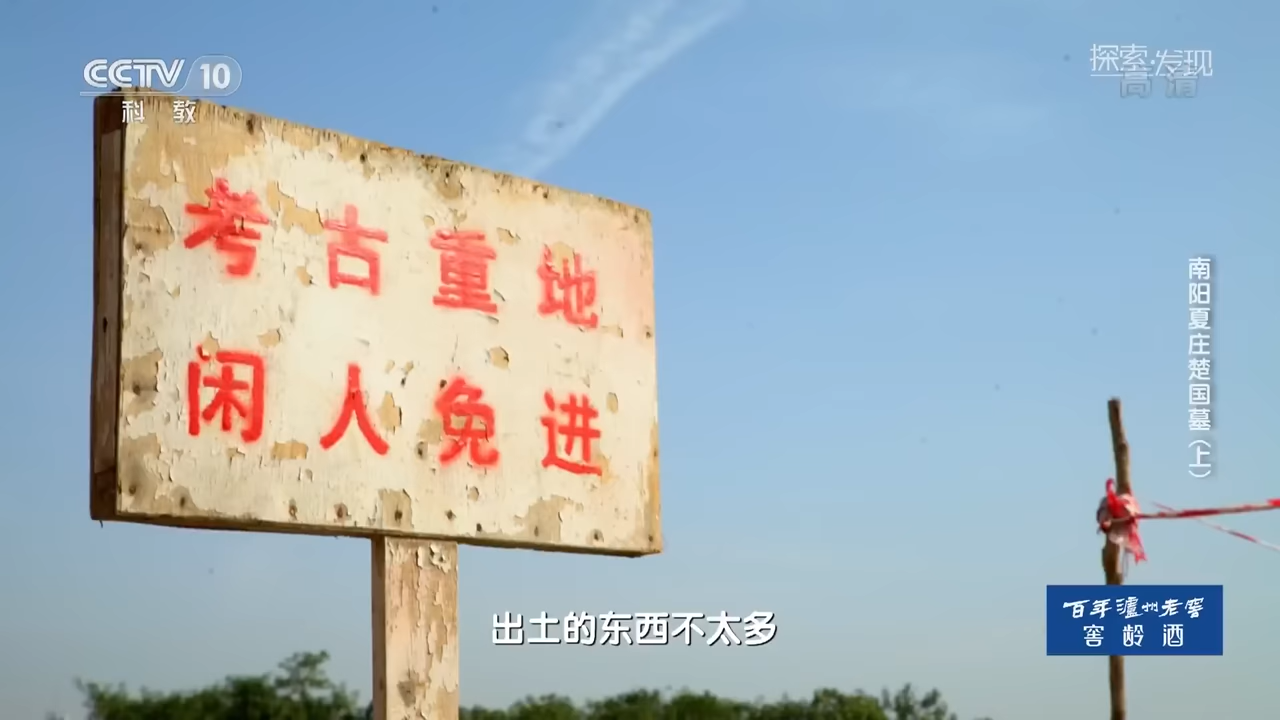 CCTV 10
科教
探索·发现
高清
考古重地
闲人免进
南阳夏庄楚国墓（上）
出土的东西不太多
百年泸州老窖
窖龄酒